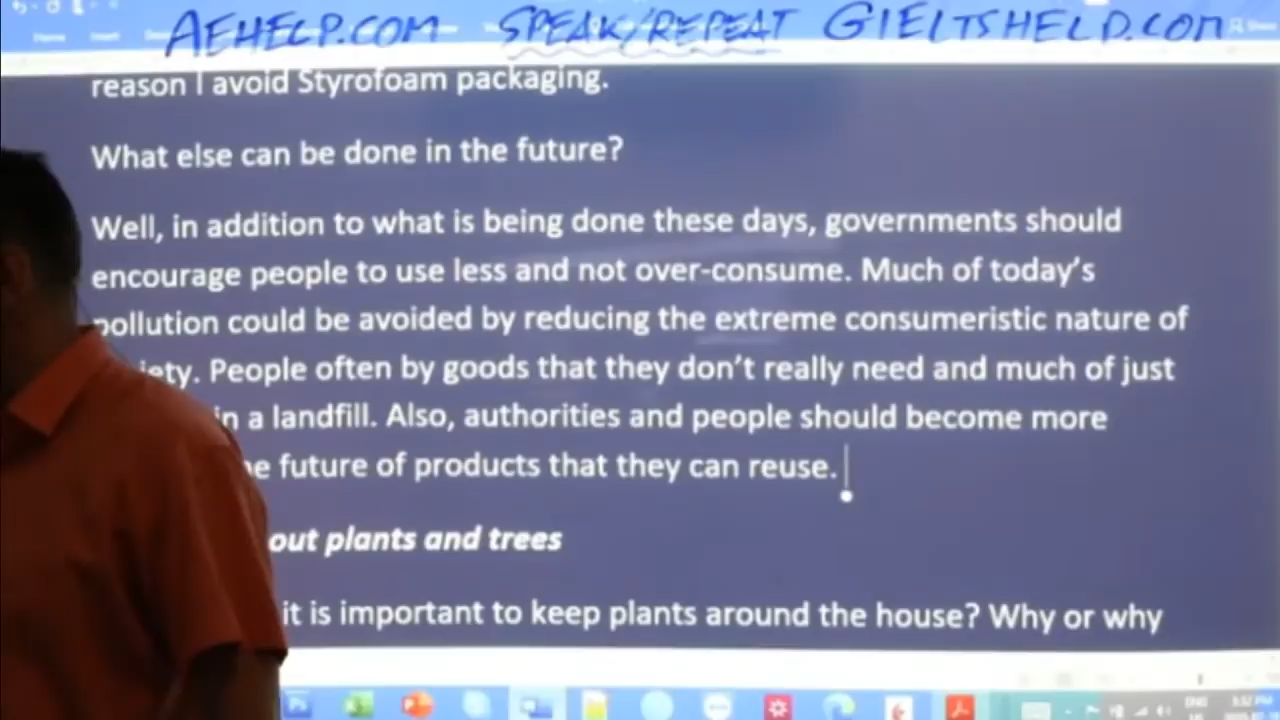 AEHELP.COM SPEAK/REPEAT GIELTSHELP.COM
reason I avoid Styrofoam packaging.
What else can be done in the future?
Well, in addition to what is being done these days, governments should
encourage people to use less and not over-consume. Much of today's
pollution could be avoided by reducing the extreme consumeristic nature of
iety. People often by goods that they don't really need and much of just
in a landfill. Also, authorities and people should become more
e future of products that they can reuse.
out plants and trees
it is important to keep plants around the house? Why or why